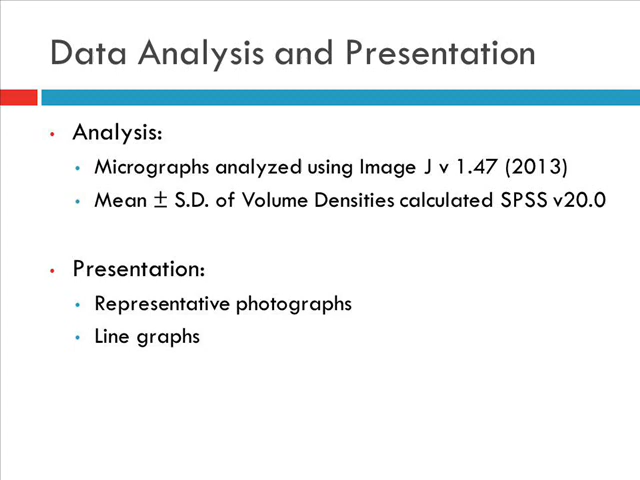 Data Analysis and Presentation
• Analysis:
• Micrographs analyzed using Image J v 1.47 (2013)
• Mean ± S.D. of Volume Densities calculated SPSS v20.0
• Presentation:
• Representative photographs
• Line graphs